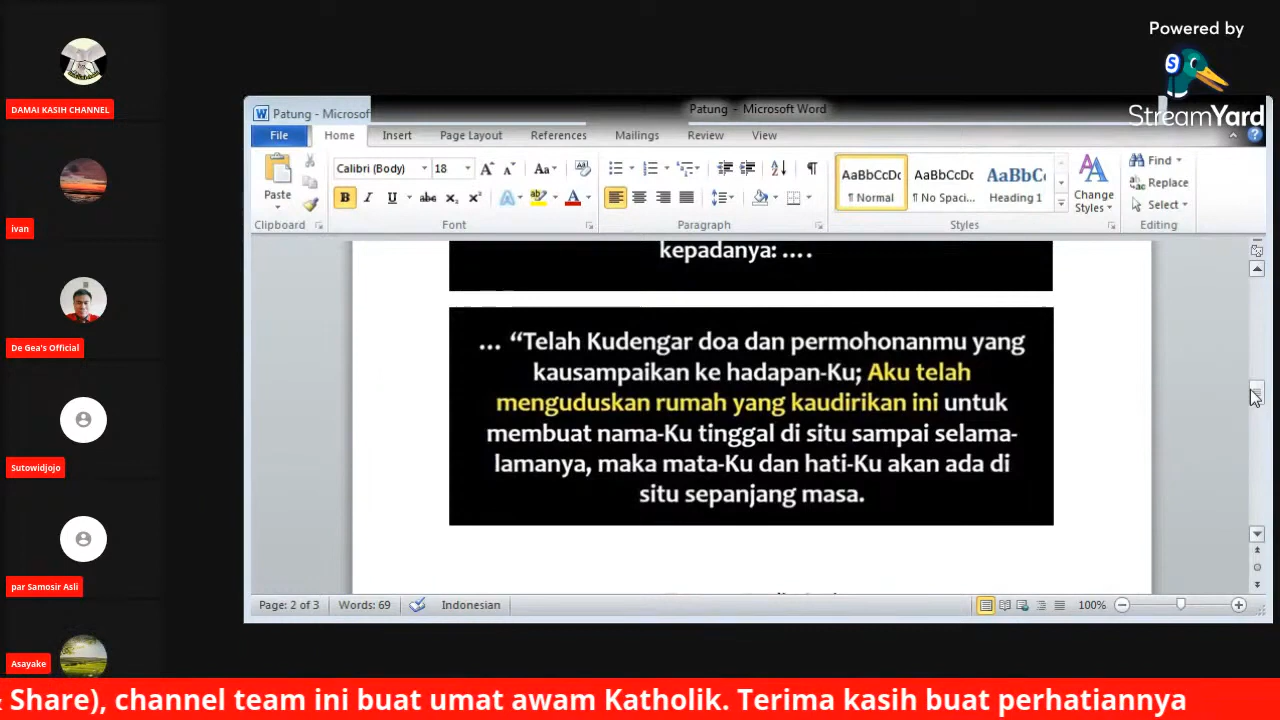 Powered by
StreamYard
DAMAI KASIH CHANNEL
ivan
De Gea's Official
Sutowidjojo
par Samosir Asli
Asayake
Patung - Microsof
Patung - Microsoft Word
File Home Insert Page Layout References Mailings Review View
Paste
Calibri (Body) 18
AaBbCcDc AaBbCcDc AaBbC
¶ Normal ¶ No Spaci... Heading 1
Change Styles
Find
Replace
Select
Clipboard Font Paragraph Styles Editing
kepadanya: ....
... “Telah Kudengar doa dan permohonanmu yang
kausampaikan ke hadapan-Ku; Aku telah
menguduskan rumah yang kaudirikan ini untuk
membuat nama-Ku tinggal di situ sampai selama-
lamanya, maka mata-Ku dan hati-Ku akan ada di
situ sepanjang masa.
Page: 2 of 3 Words: 69 Indonesian 100%
Share), channel team ini buat umat awam Katholik. Terima kasih buat perhatiannya